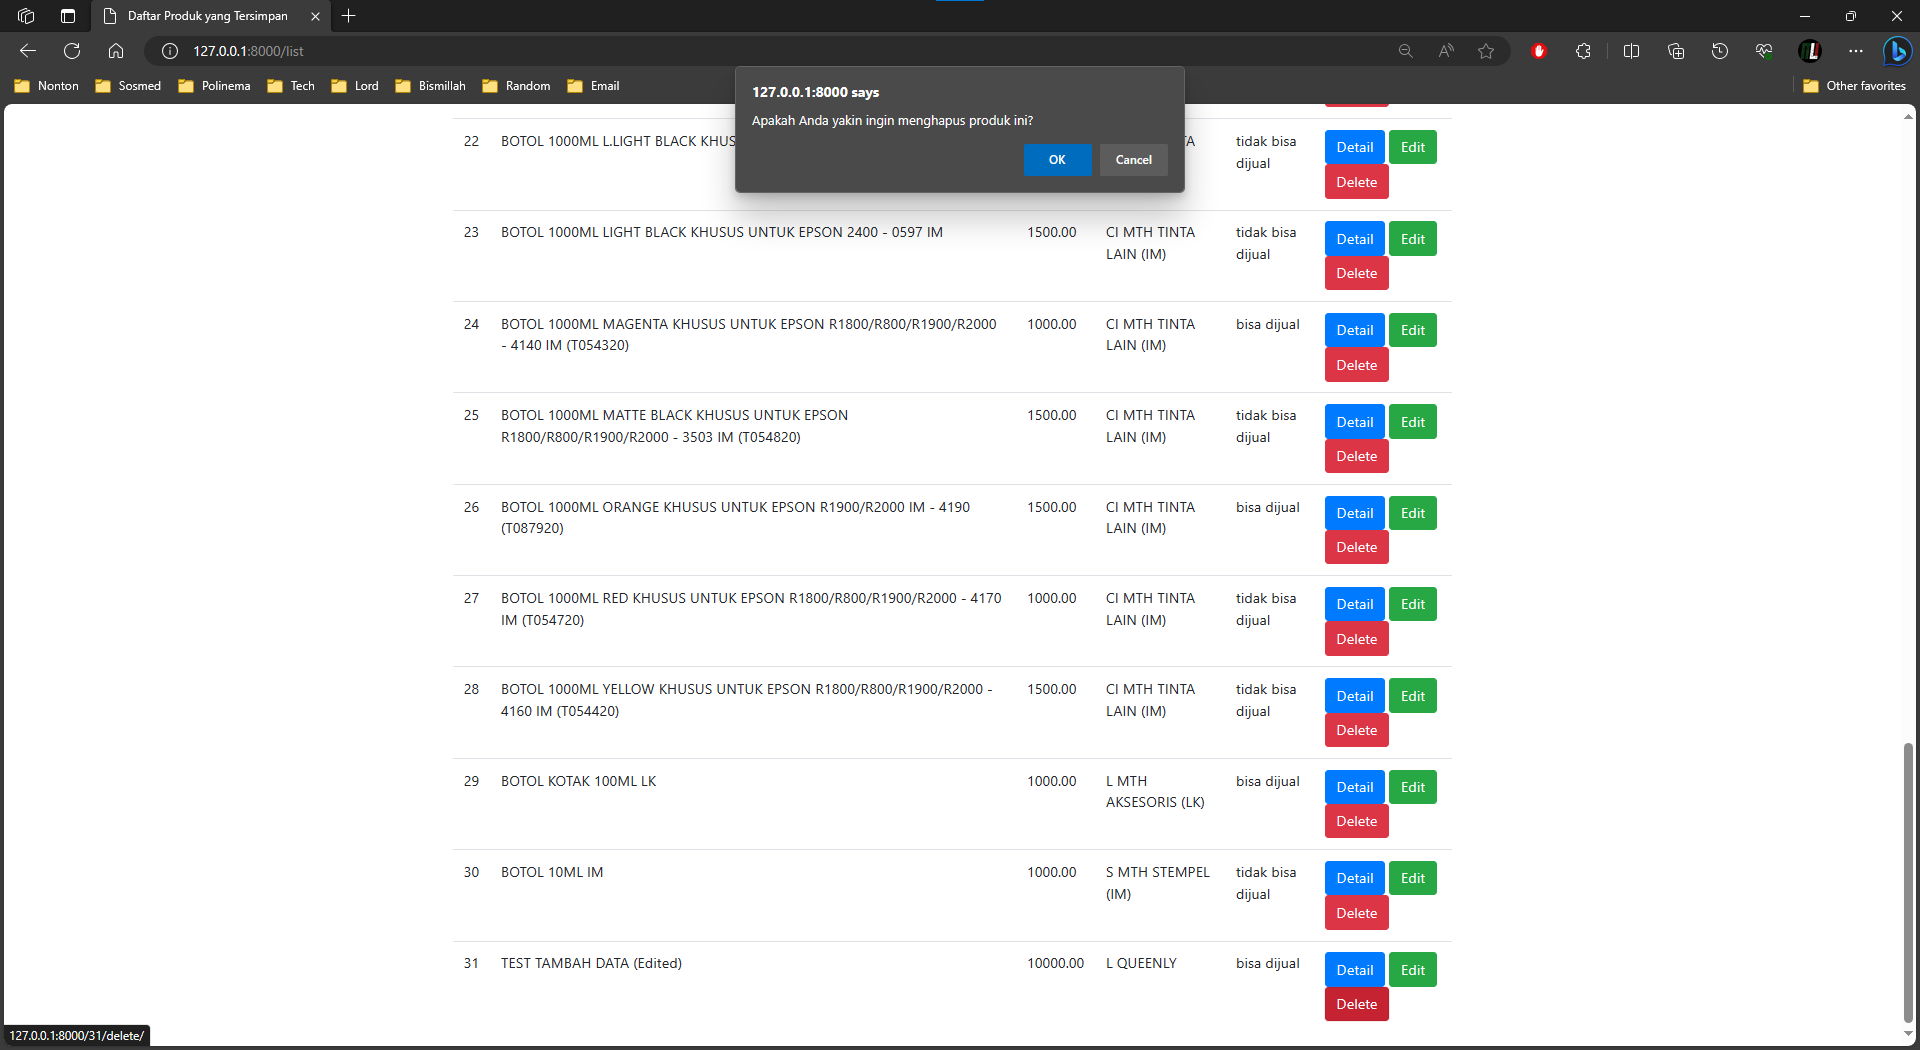 Daftar Produk yang Tersimpan
127.0.0.1:8000/list
Nonton
Sosmed
Polinema
Tech
Lord
Bismillah
Random
Email
Other favorites
127.0.0.1:8000 says
Apakah Anda yakin ingin menghapus produk ini?
OK
Cancel
22 BOTOL 1000ML L.LIGHT BLACK KHUS TA tidak bisa Detail Edit
dijual
Delete
23 BOTOL 1000ML LIGHT BLACK KHUSUS UNTUK EPSON 2400 - 0597 IM 1500.00 CI MTH TINTA tidak bisa Detail Edit
LAIN (IM) dijual
Delete
24 BOTOL 1000ML MAGENTA KHUSUS UNTUK EPSON R1800/R800/R1900/R2000 1000.00 CI MTH TINTA bisa dijual Detail Edit
- 4140 IM (T054320) LAIN (IM)
Delete
25 BOTOL 1000ML MATTE BLACK KHUSUS UNTUK EPSON 1500.00 CI MTH TINTA tidak bisa Detail Edit
R1800/R800/R1900/R2000 - 3503 IM (T054820) LAIN (IM) dijual
Delete
26 BOTOL 1000ML ORANGE KHUSUS UNTUK EPSON R1900/R2000 IM - 4190 1500.00 CI MTH TINTA bisa dijual Detail Edit
(T087920) LAIN (IM)
Delete
27 BOTOL 1000ML RED KHUSUS UNTUK EPSON R1800/R800/R1900/R2000 - 4170 1000.00 CI MTH TINTA tidak bisa Detail Edit
IM (T054720) LAIN (IM) dijual
Delete
28 BOTOL 1000ML YELLOW KHUSUS UNTUK EPSON R1800/R800/R1900/R2000 - 1500.00 CI MTH TINTA tidak bisa Detail Edit
4160 IM (T054420) LAIN (IM) dijual
Delete
29 BOTOL KOTAK 100ML LK 1000.00 L MTH bisa dijual Detail Edit
AKSESORIS (LK)
Delete
30 BOTOL 10ML IM 1000.00 S MTH STEMPEL tidak bisa Detail Edit
(IM) dijual
Delete
31 TEST TAMBAH DATA (Edited) 10000.00 L QUEENLY bisa dijual Detail Edit
Delete
127.0.0.1:8000/31/delete/